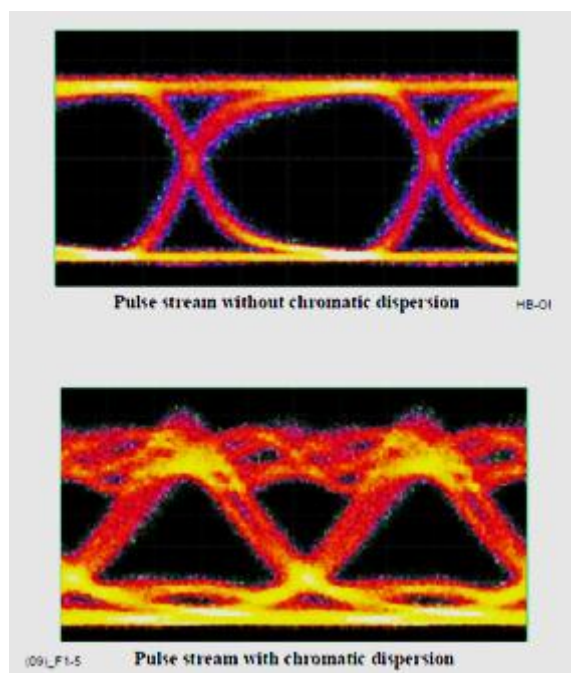 Pulse stream without chromatic dispersion
HB-OI
(09)_F1-5
Pulse stream with chromatic dispersion